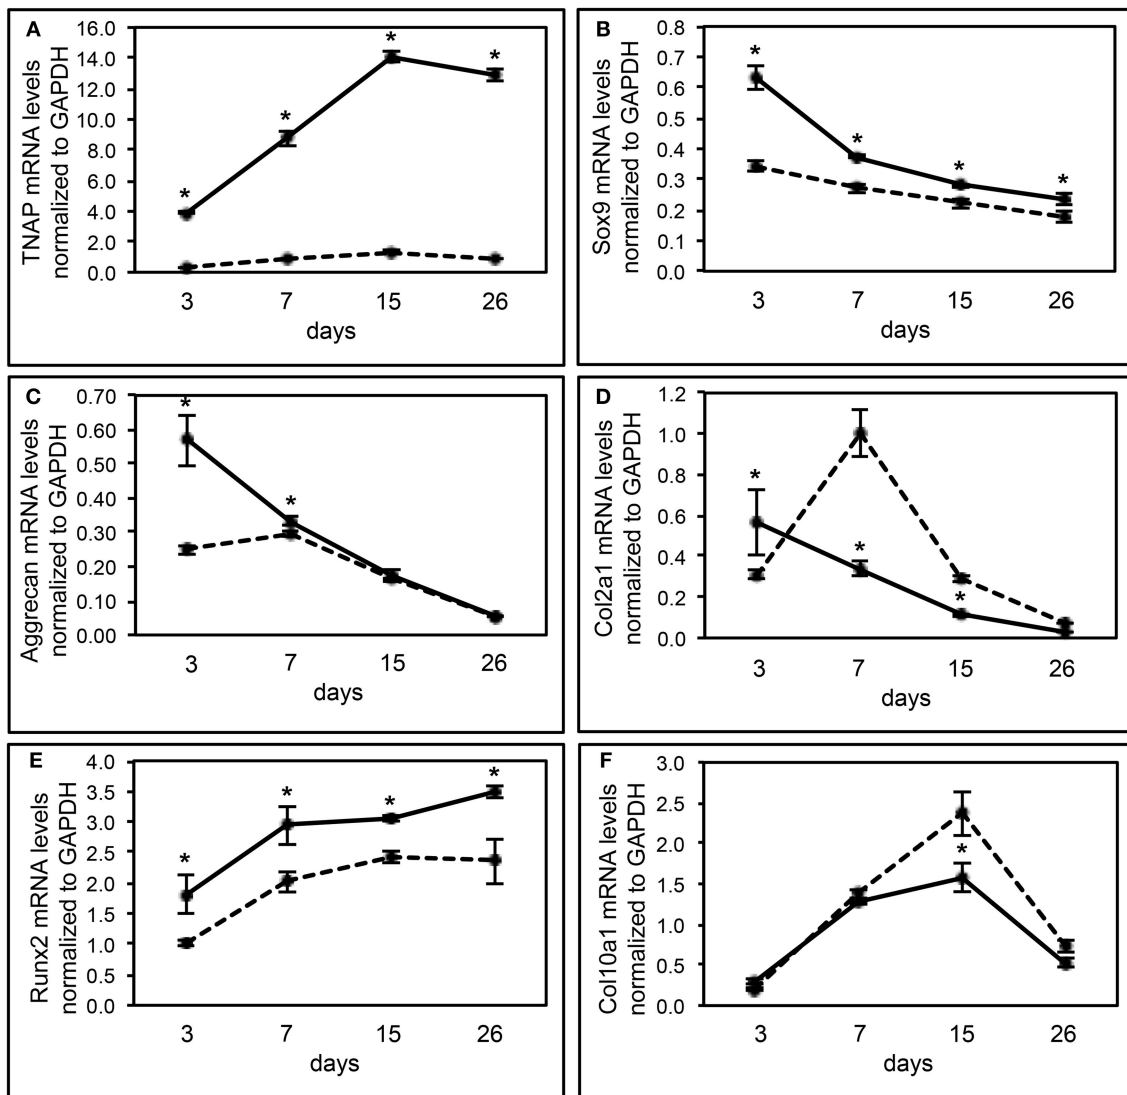 A
TNAP mRNA levels
normalized to GAPDH
16.0
14.0
12.0
10.0
8.0
6.0
4.0
2.0
0.0
* * * *
3 7 15 26
days
B
Sox9 mRNA levels
normalized to GAPDH
0.8
0.7
0.6
0.5
0.4
0.3
0.2
0.1
0.0
* * * *
3 7 15 26
days
C
Aggrecan mRNA levels
normalized to GAPDH
0.70
0.60
0.50
0.40
0.30
0.20
0.10
0.00
* *
3 7 15 26
days
D
Col2a1 mRNA levels
normalized to GAPDH
1.2
1.0
0.8
0.6
0.4
0.2
0.0
* * *
3 7 15 26
days
E
Runx2 mRNA levels
normalized to GAPDH
4.0
3.5
3.0
2.5
2.0
1.5
1.0
0.5
0.0
* * * *
3 7 15 26
days
F
Col10a1 mRNA levels
normalized to GAPDH
3.0
2.5
2.0
1.5
1.0
0.5
0.0
*
3 7 15 26
days